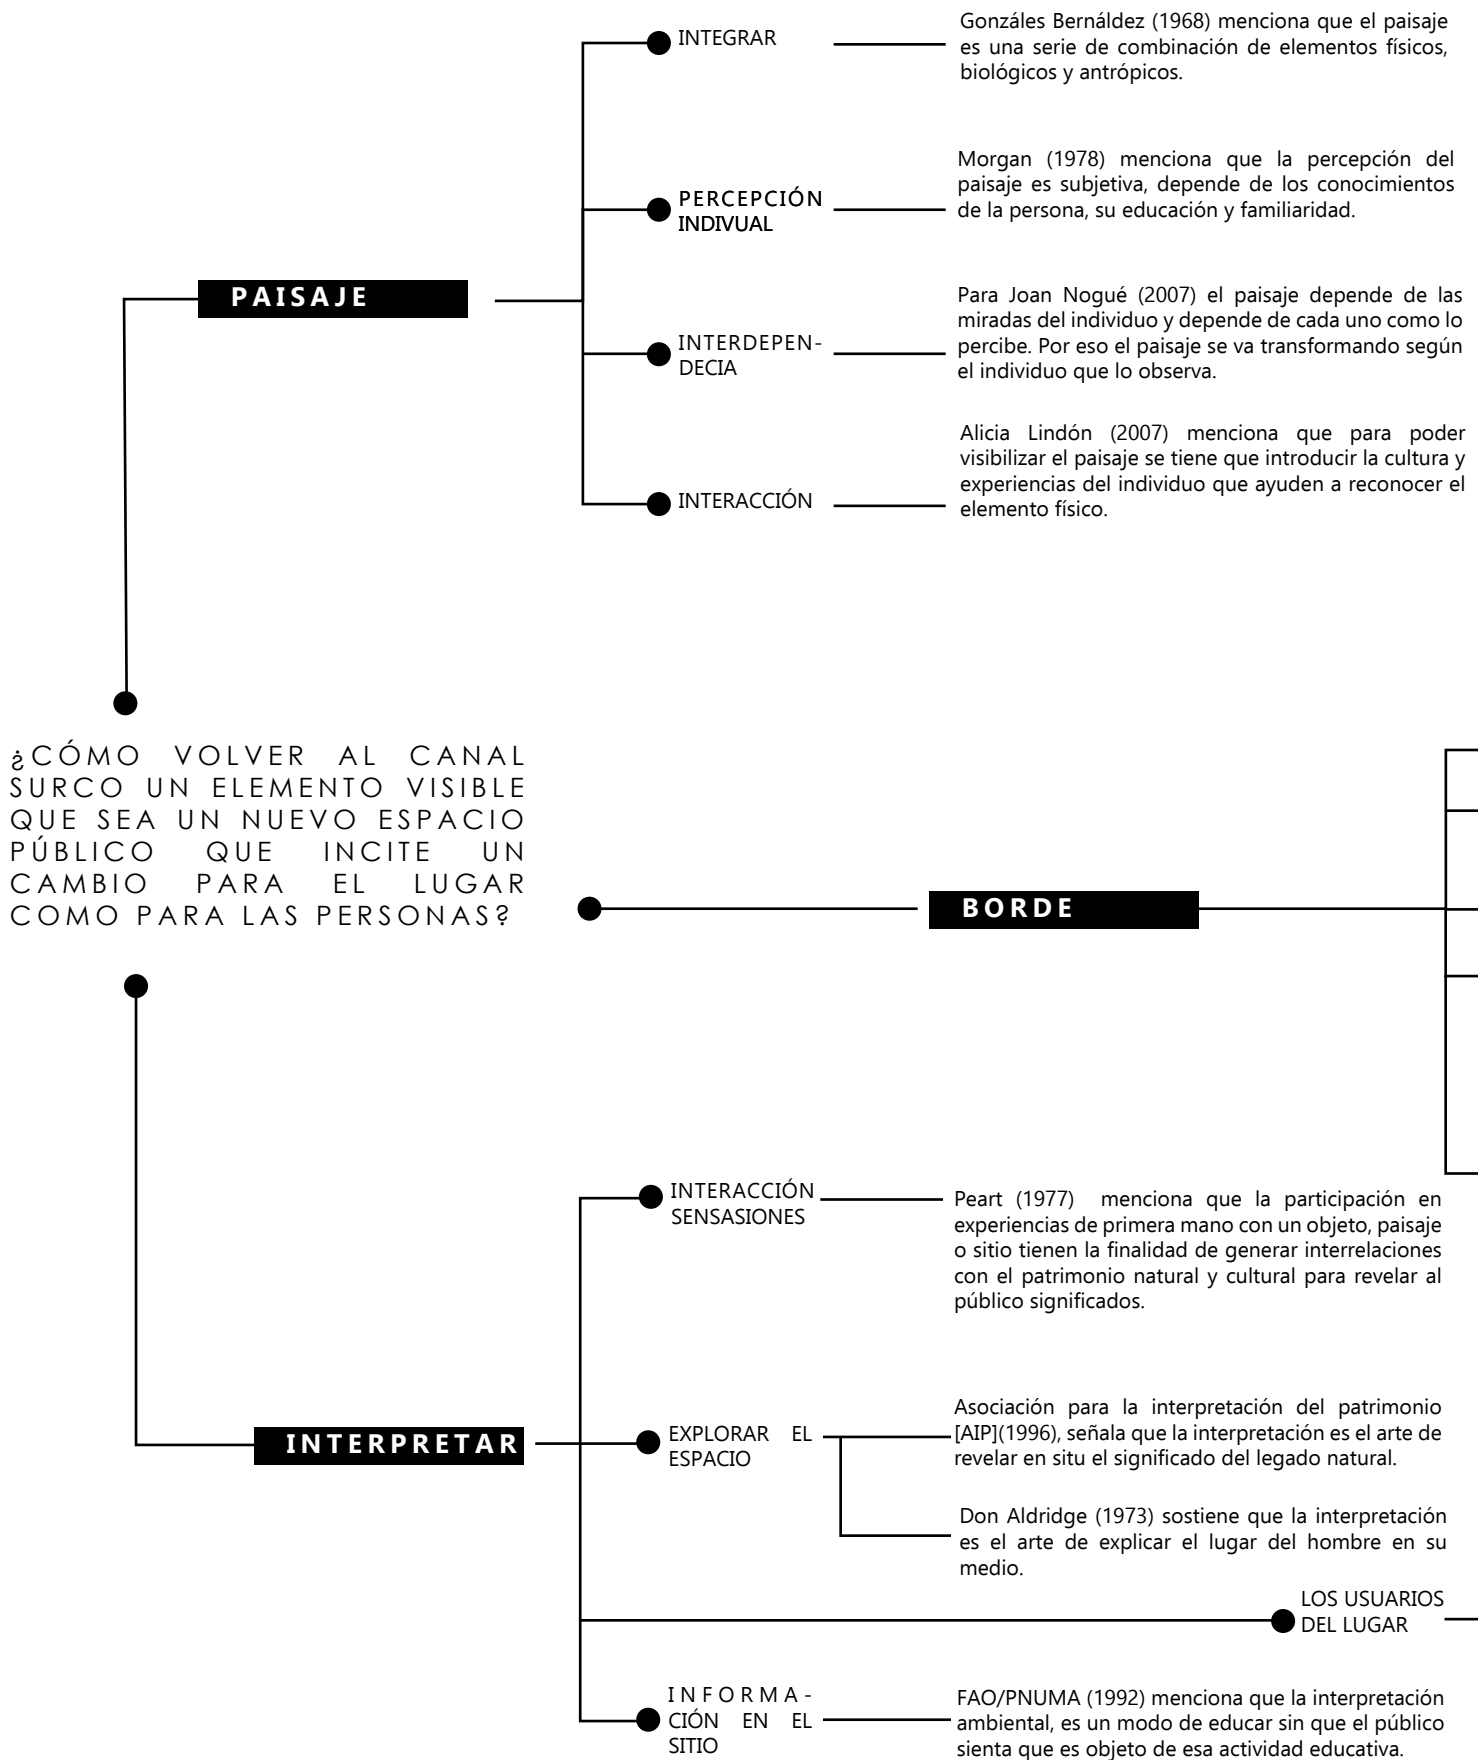 INTEGRAR
Gonzáles Bernáldez (1968) menciona que el paisaje
es una serie de combinación de elementos físicos,
biológicos y antrópicos.
PERCEPCIÓN
INDIVUAL
Morgan (1978) menciona que la percepción del
paisaje es subjetiva, depende de los conocimientos
de la persona, su educación y familiaridad.
PAISAJE
INTERDEPEN-
DECIA
Para Joan Nogué (2007) el paisaje depende de las
miradas del individuo y depende de cada uno como lo
percibe. Por eso el paisaje se va transformando según
el individuo que lo observa.
INTERACCIÓN
Alicia Lindón (2007) menciona que para poder
visibilizar el paisaje se tiene que introducir la cultura y
experiencias del individuo que ayuden a reconocer el
elemento físico.
¿CÓMO VOLVER AL CANAL
SURCO UN ELEMENTO VISIBLE
QUE SEA UN NUEVO ESPACIO
PÚBLICO QUE INCITE UN
CAMBIO PARA EL LUGAR
COMO PARA LAS PERSONAS?
BORDE
INTERACCIÓN
SENSASIONES
Peart (1977) menciona que la participación en
experiencias de primera mano con un objeto, paisaje
o sitio tienen la finalidad de generar interrelaciones
con el patrimonio natural y cultural para revelar al
público significados.
INTERPRETAR
EXPLORAR EL
ESPACIO
Asociación para la interpretación del patrimonio
[AIP](1996), señala que la interpretación es el arte de
revelar en situ el significado del legado natural.
Don Aldridge (1973) sostiene que la interpretación
es el arte de explicar el lugar del hombre en su
medio.
LOS USUARIOS
DEL LUGAR
INFORMA-
CIÓN EN EL
SITIO
FAO/PNUMA (1992) menciona que la interpretación
ambiental, es un modo de educar sin que el público
sienta que es objeto de esa actividad educativa.